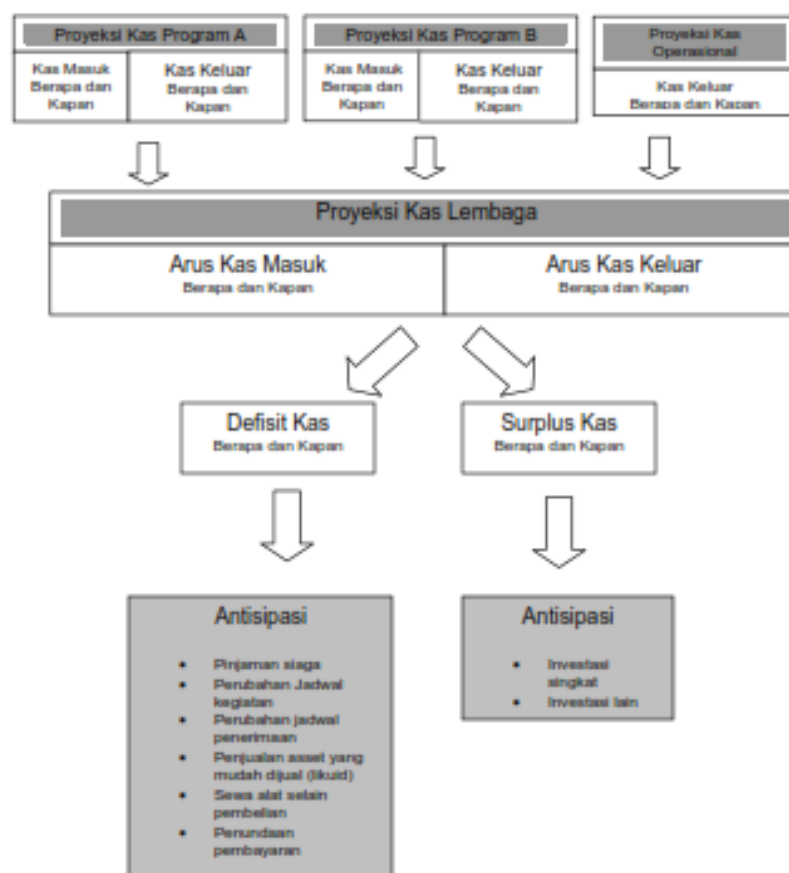 Proyeksi Kas Program A
Kas Masuk
Berapa dan
Kapan
Kas Keluar
Berapa dan
Kapan
Proyeksi Kas Program B
Kas Masuk
Berapa dan
Kapan
Kas Keluar
Berapa dan
Kapan
Proyeksi Kas
Operasional
Kas Keluar
Berapa dan Kapan
Proyeksi Kas Lembaga
Arus Kas Masuk
Berapa dan Kapan
Arus Kas Keluar
Berapa dan Kapan
Defisit Kas
Berapa dan Kapan
Surplus Kas
Berapa dan Kapan
Antisipasi
• Pinjaman siaga
• Perubahan Jadwal
kegiatan
• Perubahan jadwal
penerimaan
• Penjualan asset yang
mudah dijual (likuid)
• Sewa alat selain
pembelian
• Penundaan
pembayaran
Antisipasi
• Investasi
singkat
• Investasi lain